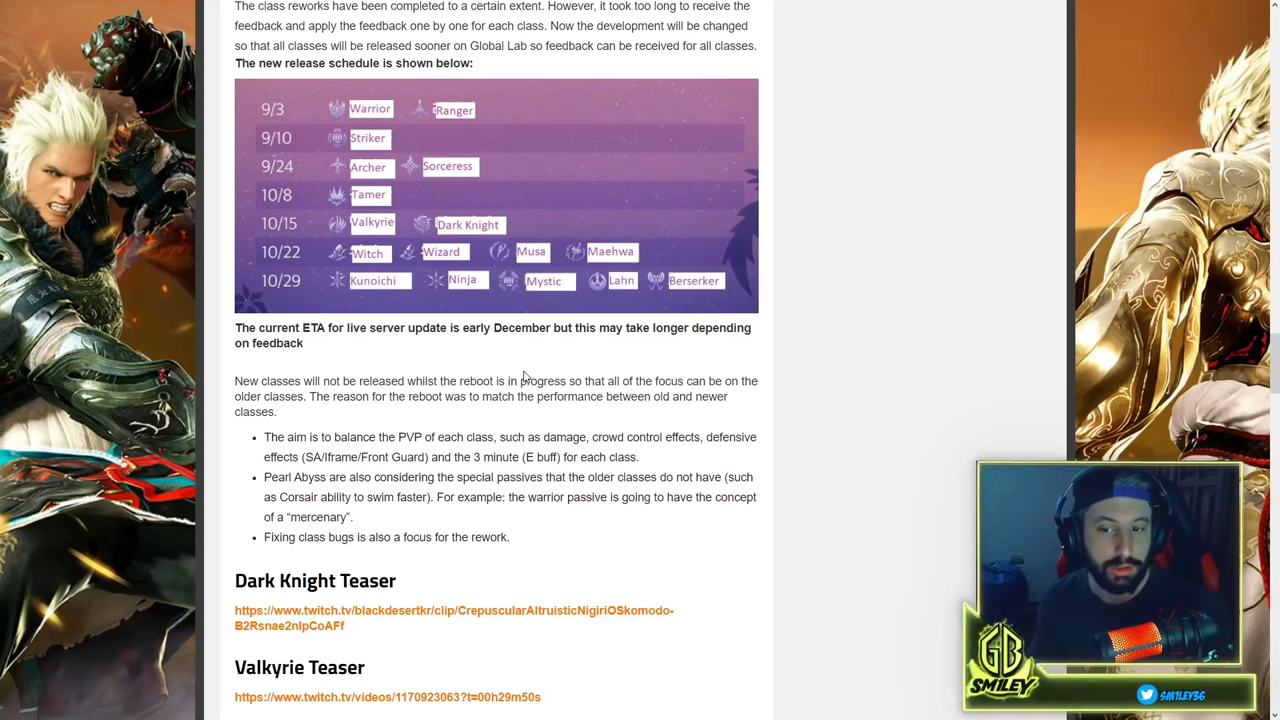 The class reworks have been completed to a certain extent. However, it took too long to receive the
feedback and apply the feedback one by one for each class. Now the development will be changed
so that all classes will be released sooner on Global Lab so feedback can be received for all classes.
The new release schedule is shown below:
9/3 Warrior Ranger
9/10 Striker
9/24 Archer Sorceress
10/8 Tamer
10/15 Valkyrie Dark Knight
10/22 Witch Wizard Musa Maehwa
10/29 Kunoichi Ninja Mystic Lahn Berserker
The current ETA for live server update is early December but this may take longer depending
on feedback
New classes will not be released whilst the reboot is in progress so that all of the focus can be on the
older classes. The reason for the reboot was to match the performance between old and newer
classes.
• The aim is to balance the PVP of each class, such as damage, crowd control effects, defensive
effects (SA/Iframe/Front Guard) and the 3 minute (E buff) for each class.
• Pearl Abyss are also considering the special passives that the older classes do not have (such
as Corsair ability to swim faster). For example: the warrior passive is going to have the concept
of a “mercenary”.
• Fixing class bugs is also a focus for the rework.
Dark Knight Teaser
https://www.twitch.tv/blackdesertkr/clip/CrepuscularAltruisticNigiriOSkomodo-
B2Rsnae2nlpCoAFf
Valkyrie Teaser
https://www.twitch.tv/videos/1170923063?t=00h29m50s
GB
SMILEY
SM1LEY36